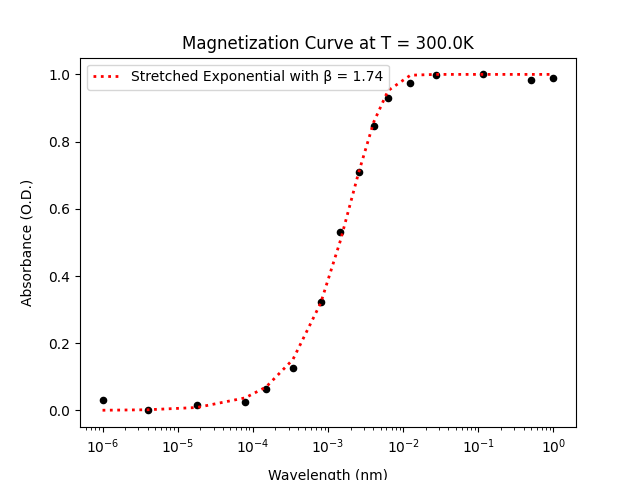 Magnetization Curve at T = 300.0K
Stretched Exponential with β = 1.74
Absorbance (O.D.)
1.0
0.8
0.6
0.4
0.2
0.0
10⁻⁶ 10⁻⁵ 10⁻⁴ 10⁻³ 10⁻² 10⁻¹ 10⁰
Wavelength (nm)